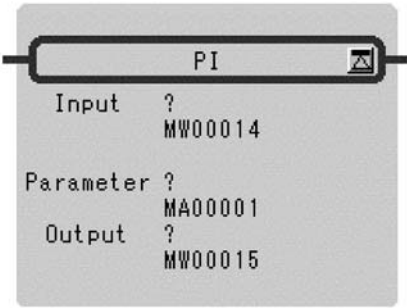 PI
Input ?
MW00014
Parameter ?
MA00001
Output ?
MW00015